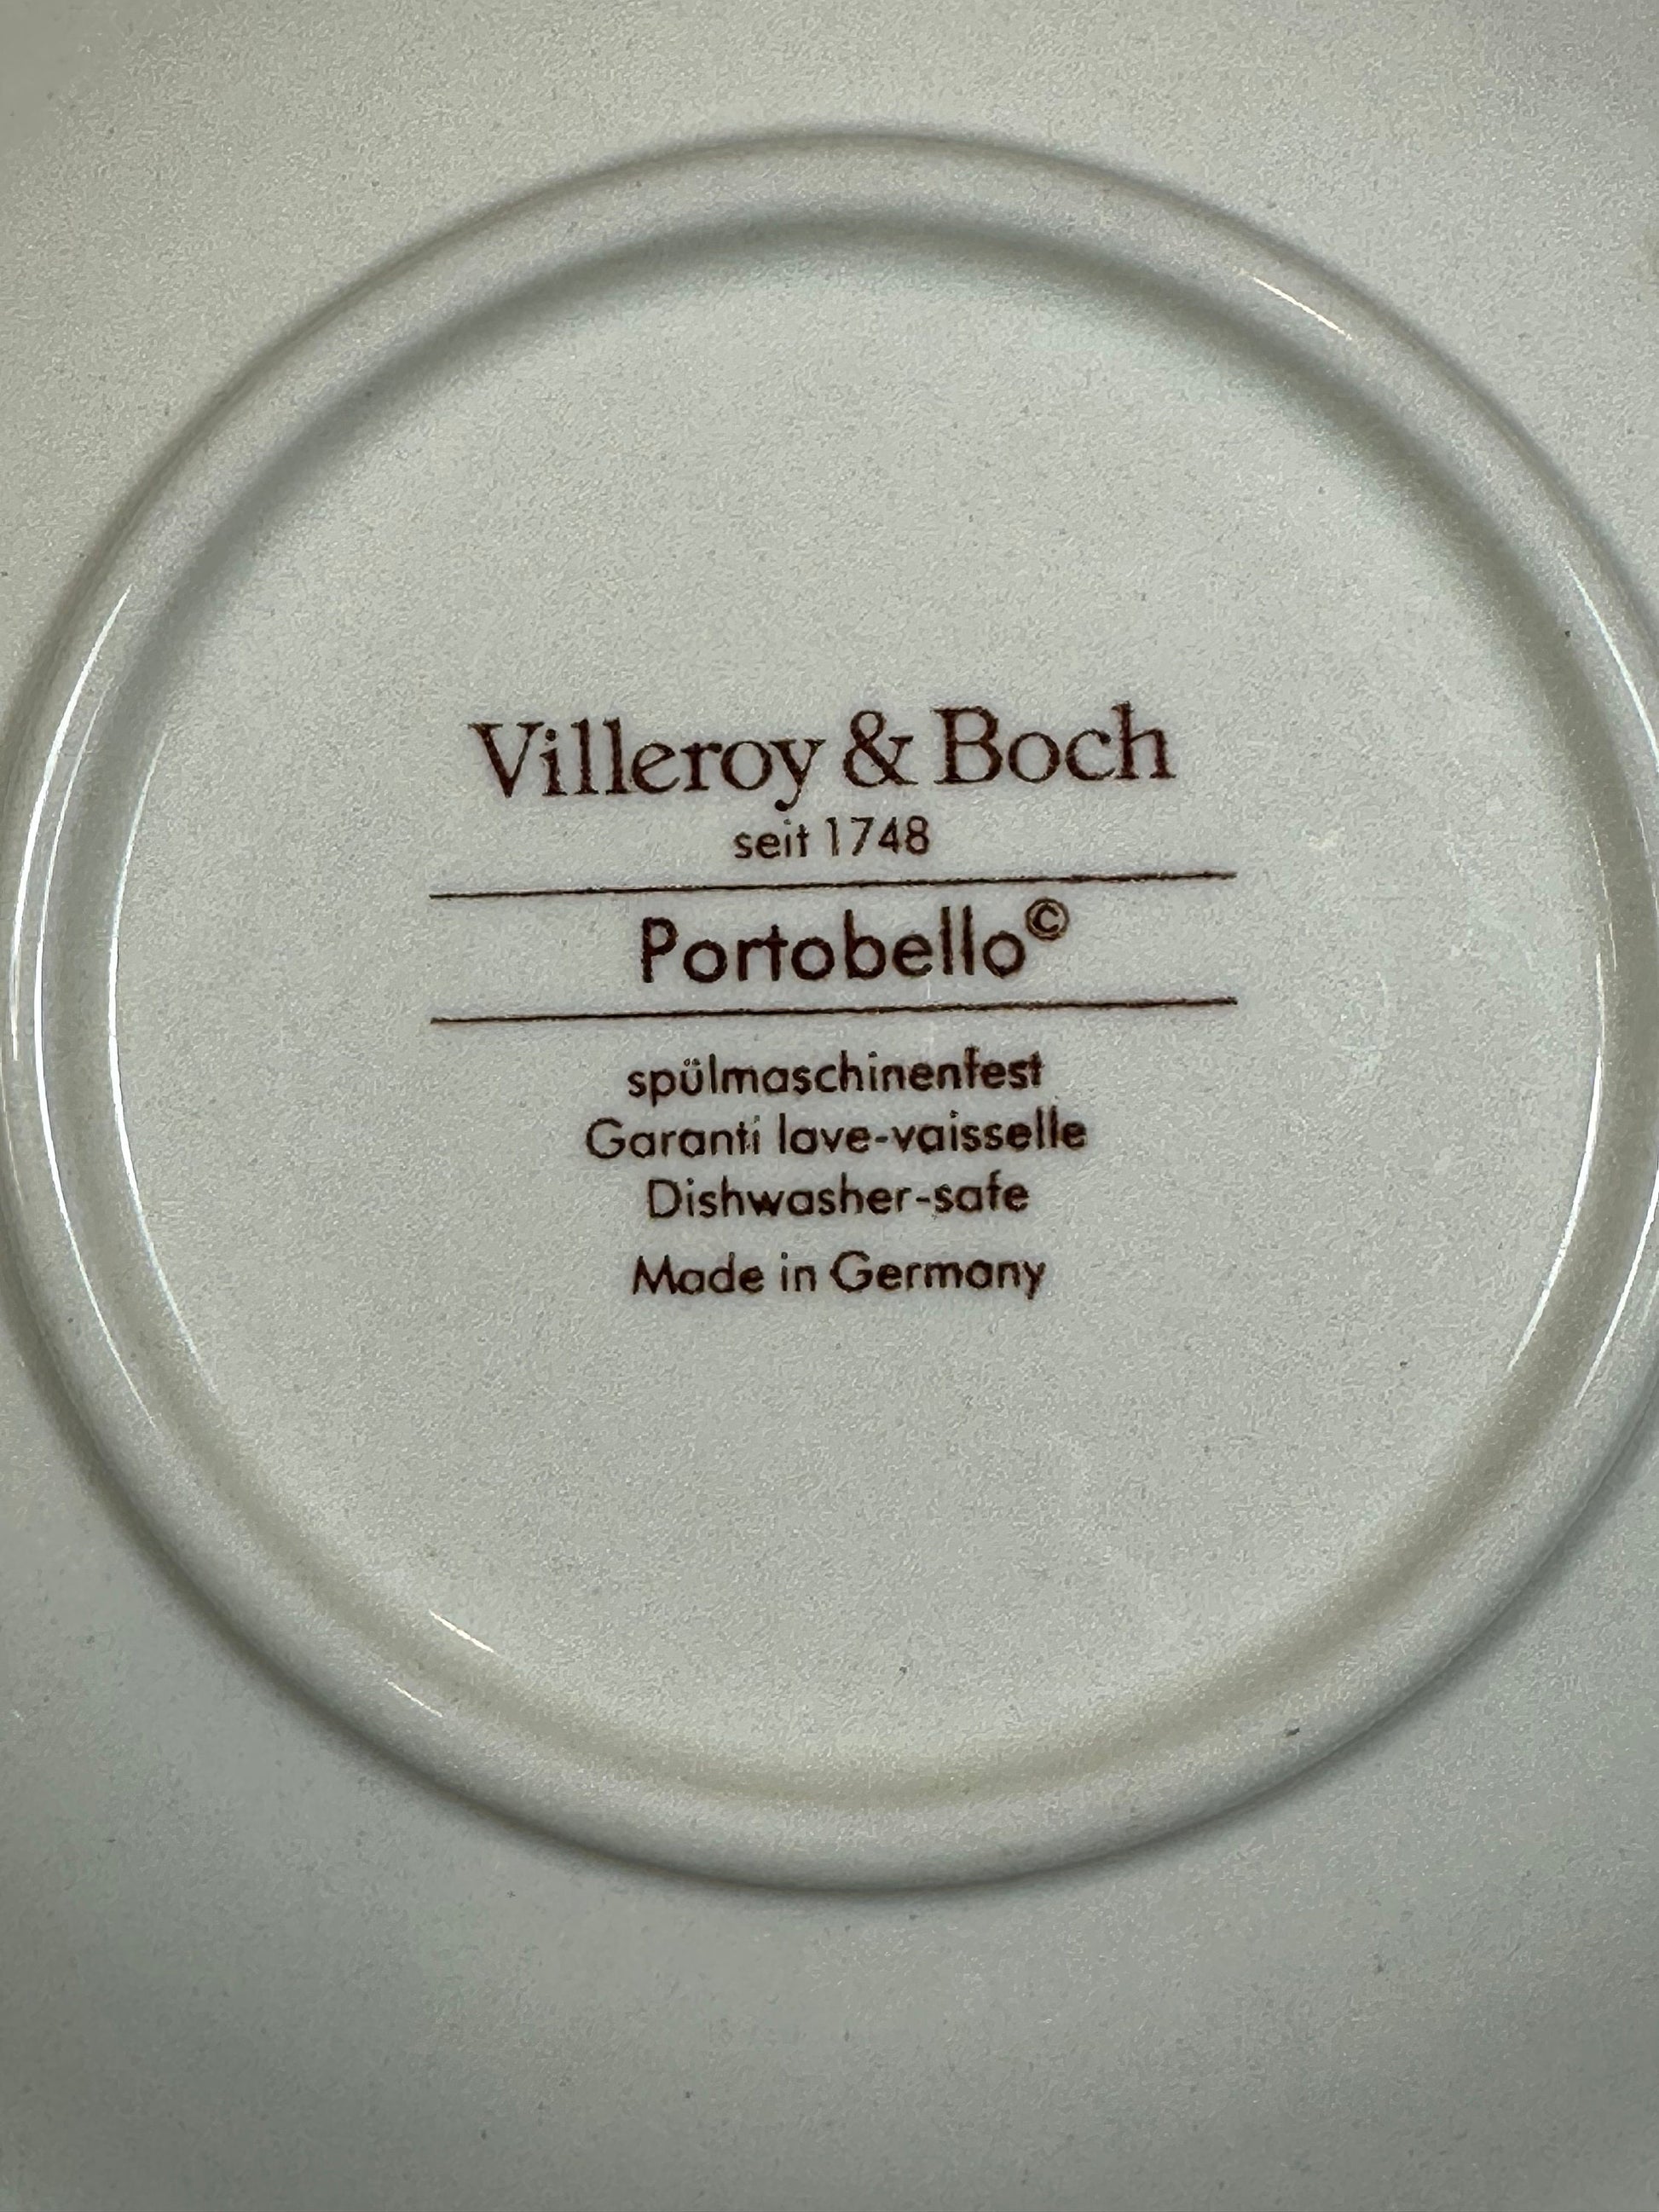 Villeroy & Boch
seit 1748
Portobello©
spülmaschinenfest
Garanti lave-vaisselle
Dishwasher-safe
Made in Germany